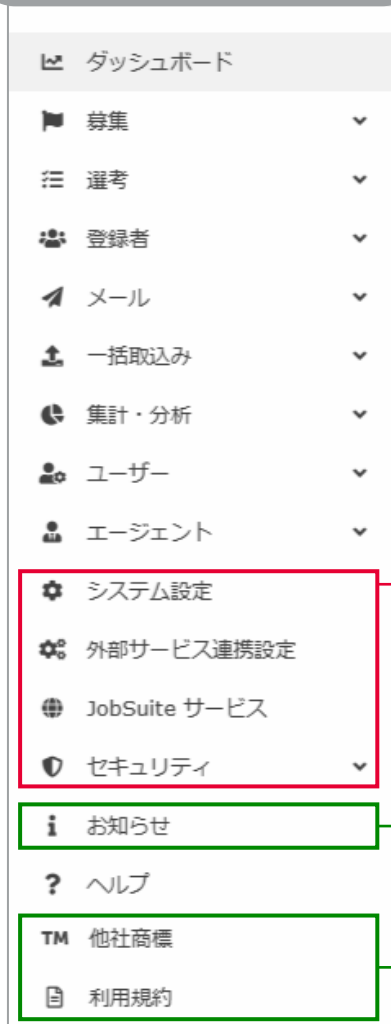 ダッシュボード
募集
選考
登録者
メール
一括取込み
集計・分析
ユーザー
エージェント
システム設定
外部サービス連携設定
JobSuite サービス
セキュリティ
お知らせ
? ヘルプ
TM 他社商標
利用規約